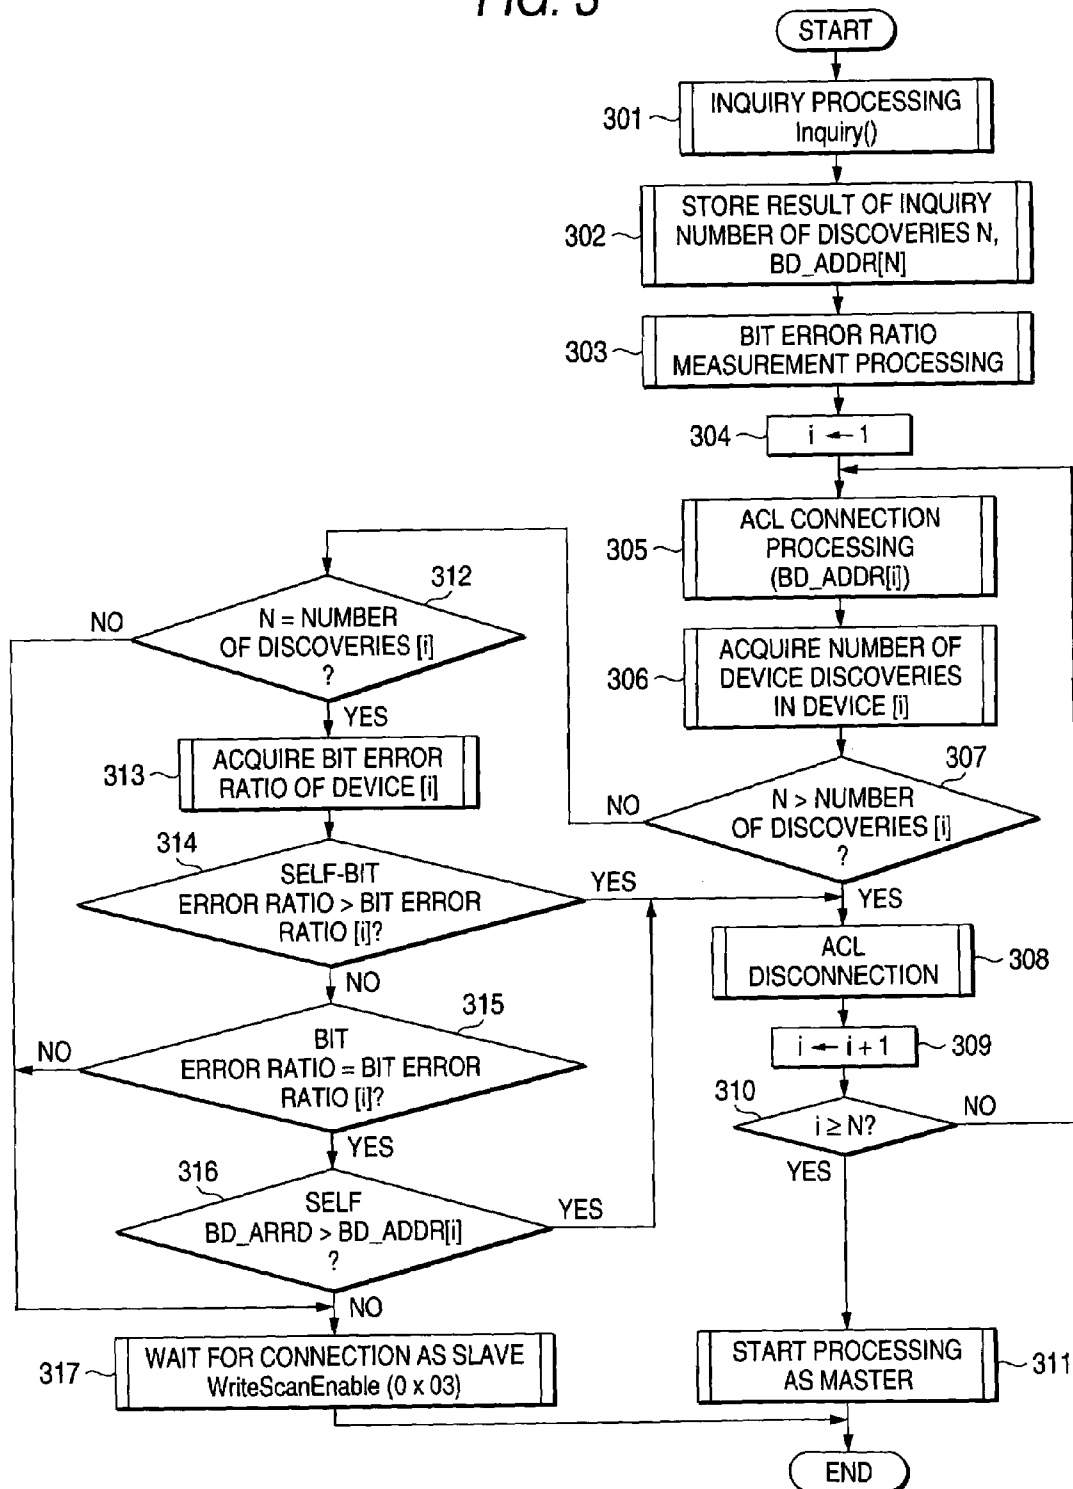 FIG. 3
START
301
INQUIRY PROCESSING
Inquiry()
302
STORE RESULT OF INQUIRY
NUMBER OF DISCOVERIES N,
BD_ADDR[N]
303
BIT ERROR RATIO
MEASUREMENT PROCESSING
304
i ← 1
305
ACL CONNECTION
PROCESSING
(BD_ADDR[i])
306
ACQUIRE NUMBER OF
DEVICE DISCOVERIES
IN DEVICE [i]
307
N > NUMBER
OF DISCOVERIES [i]
?
NO
YES
308
ACL
DISCONNECTION
309
i ← i + 1
310
i ≥ N?
NO
YES
311
START PROCESSING
AS MASTER
312
N = NUMBER
OF DISCOVERIES [i]
?
NO
YES
313
ACQUIRE BIT ERROR
RATIO OF DEVICE [i]
314
SELF-BIT
ERROR RATIO > BIT ERROR
RATIO [i]?
YES
NO
315
BIT
ERROR RATIO = BIT ERROR
RATIO [i]?
NO
YES
316
SELF
BD_ARRD > BD_ADDR[i]
?
YES
NO
317
WAIT FOR CONNECTION AS SLAVE
WriteScanEnable (0 x 03)
END